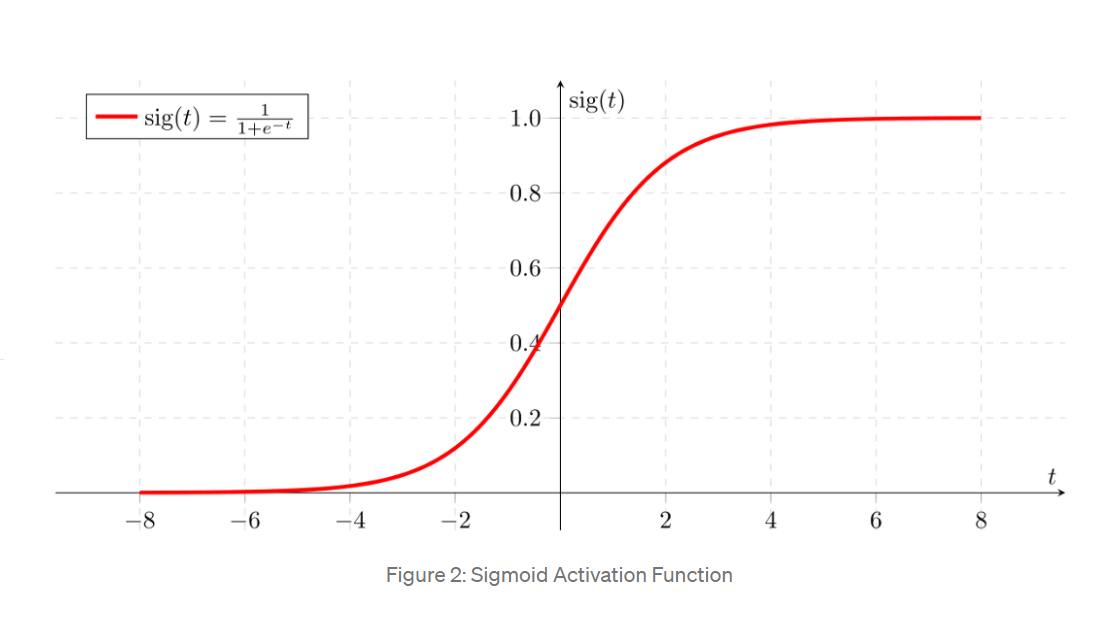 sig(t) = 1/(1+e^−t)
sig(t)
1.0
0.8
0.6
0.4
0.2
t
−8 −6 −4 −2 2 4 6 8
Figure 2: Sigmoid Activation Function